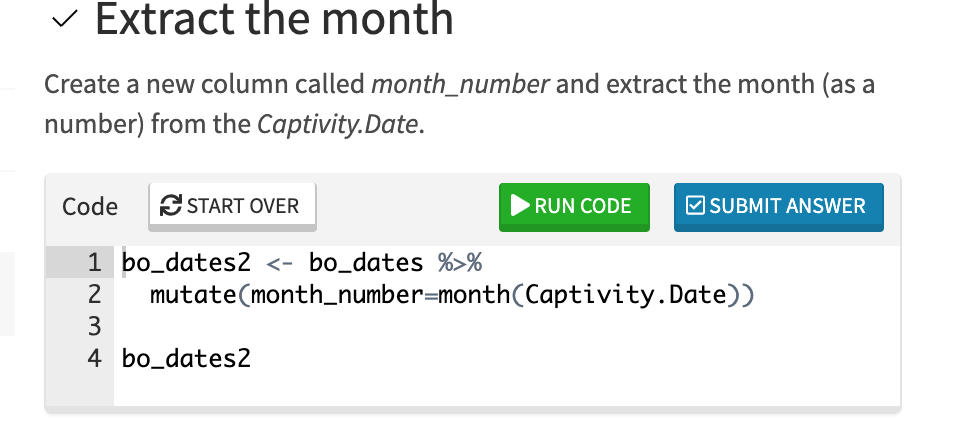 Extract the month
Create a new column called month_number and extract the month (as a
number) from the Captivity.Date.
Code START OVER RUN CODE SUBMIT ANSWER
1 bo_dates2 <- bo_dates %>%
2 mutate(month_number=month(Captivity.Date))
3
4 bo_dates2